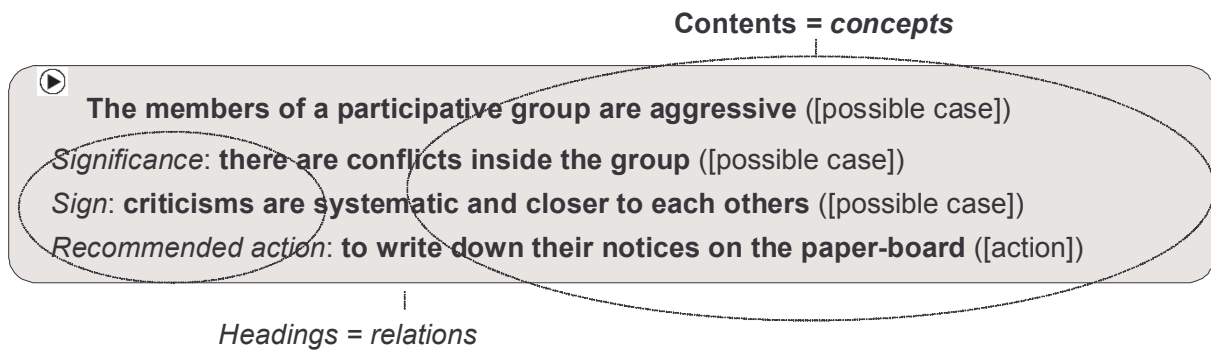 Contents = concepts
The members of a participative group are aggressive ([possible case])
Significance: there are conflicts inside the group ([possible case])
Sign: criticisms are systematic and closer to each others ([possible case])
Recommended action: to write down their notices on the paper-board ([action])
Headings = relations